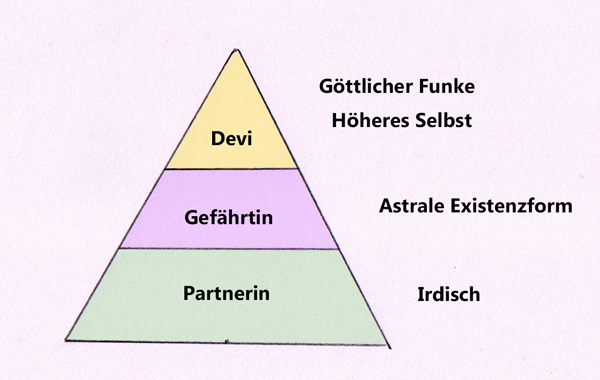 Göttlicher Funke
Höheres Selbst
Devi
Astrale Existenzform
Gefährtin
Partnerin
Irdisch